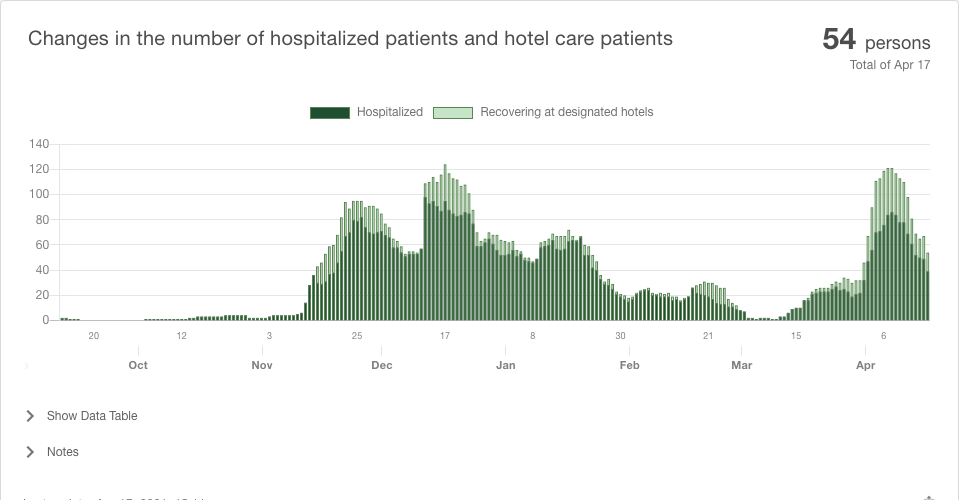 Changes in the number of hospitalized patients and hotel care patients
54 persons
Total of Apr 17
Hospitalized
Recovering at designated hotels
140
120
100
80
60
40
20
0
20 12 3 25 17 8 30 21 15 6
Oct Nov Dec Jan Feb Mar Apr
Show Data Table
Notes